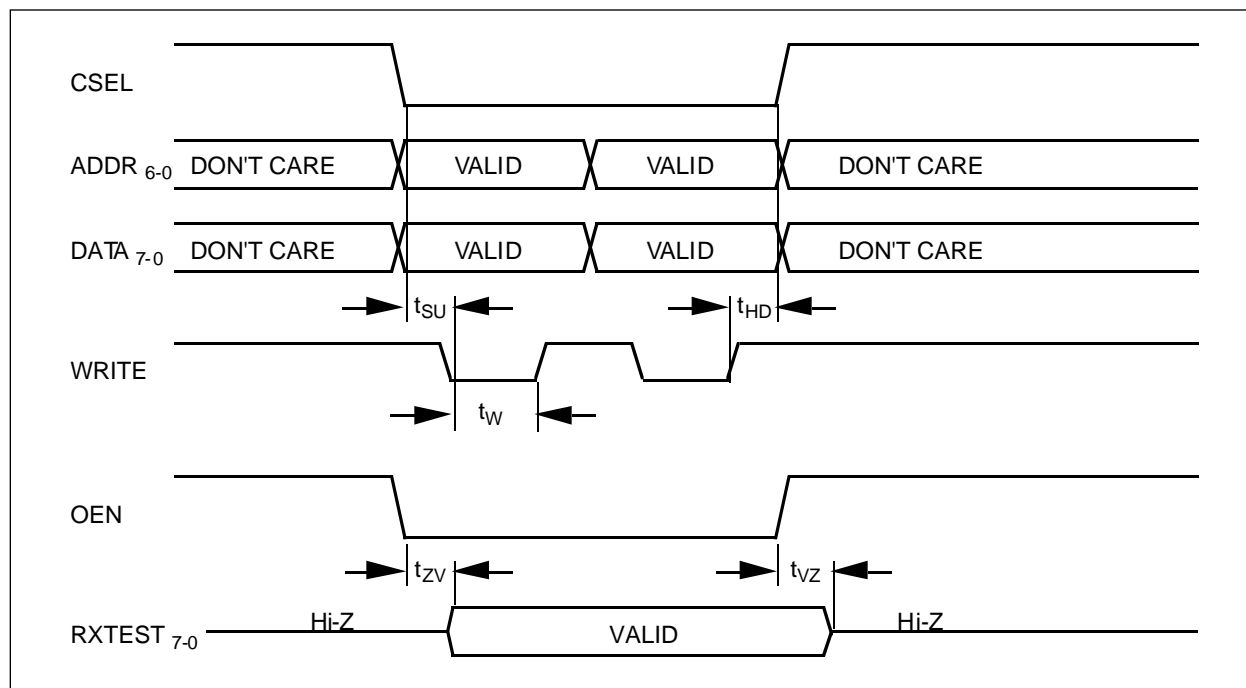 CSEL
ADDR 6-0 DON'T CARE VALID VALID DON'T CARE
DATA 7-0 DON'T CARE VALID VALID DON'T CARE
tSU tHD
WRITE
tW
OEN
tZV tVZ
RXTEST 7-0 Hi-Z VALID Hi-Z